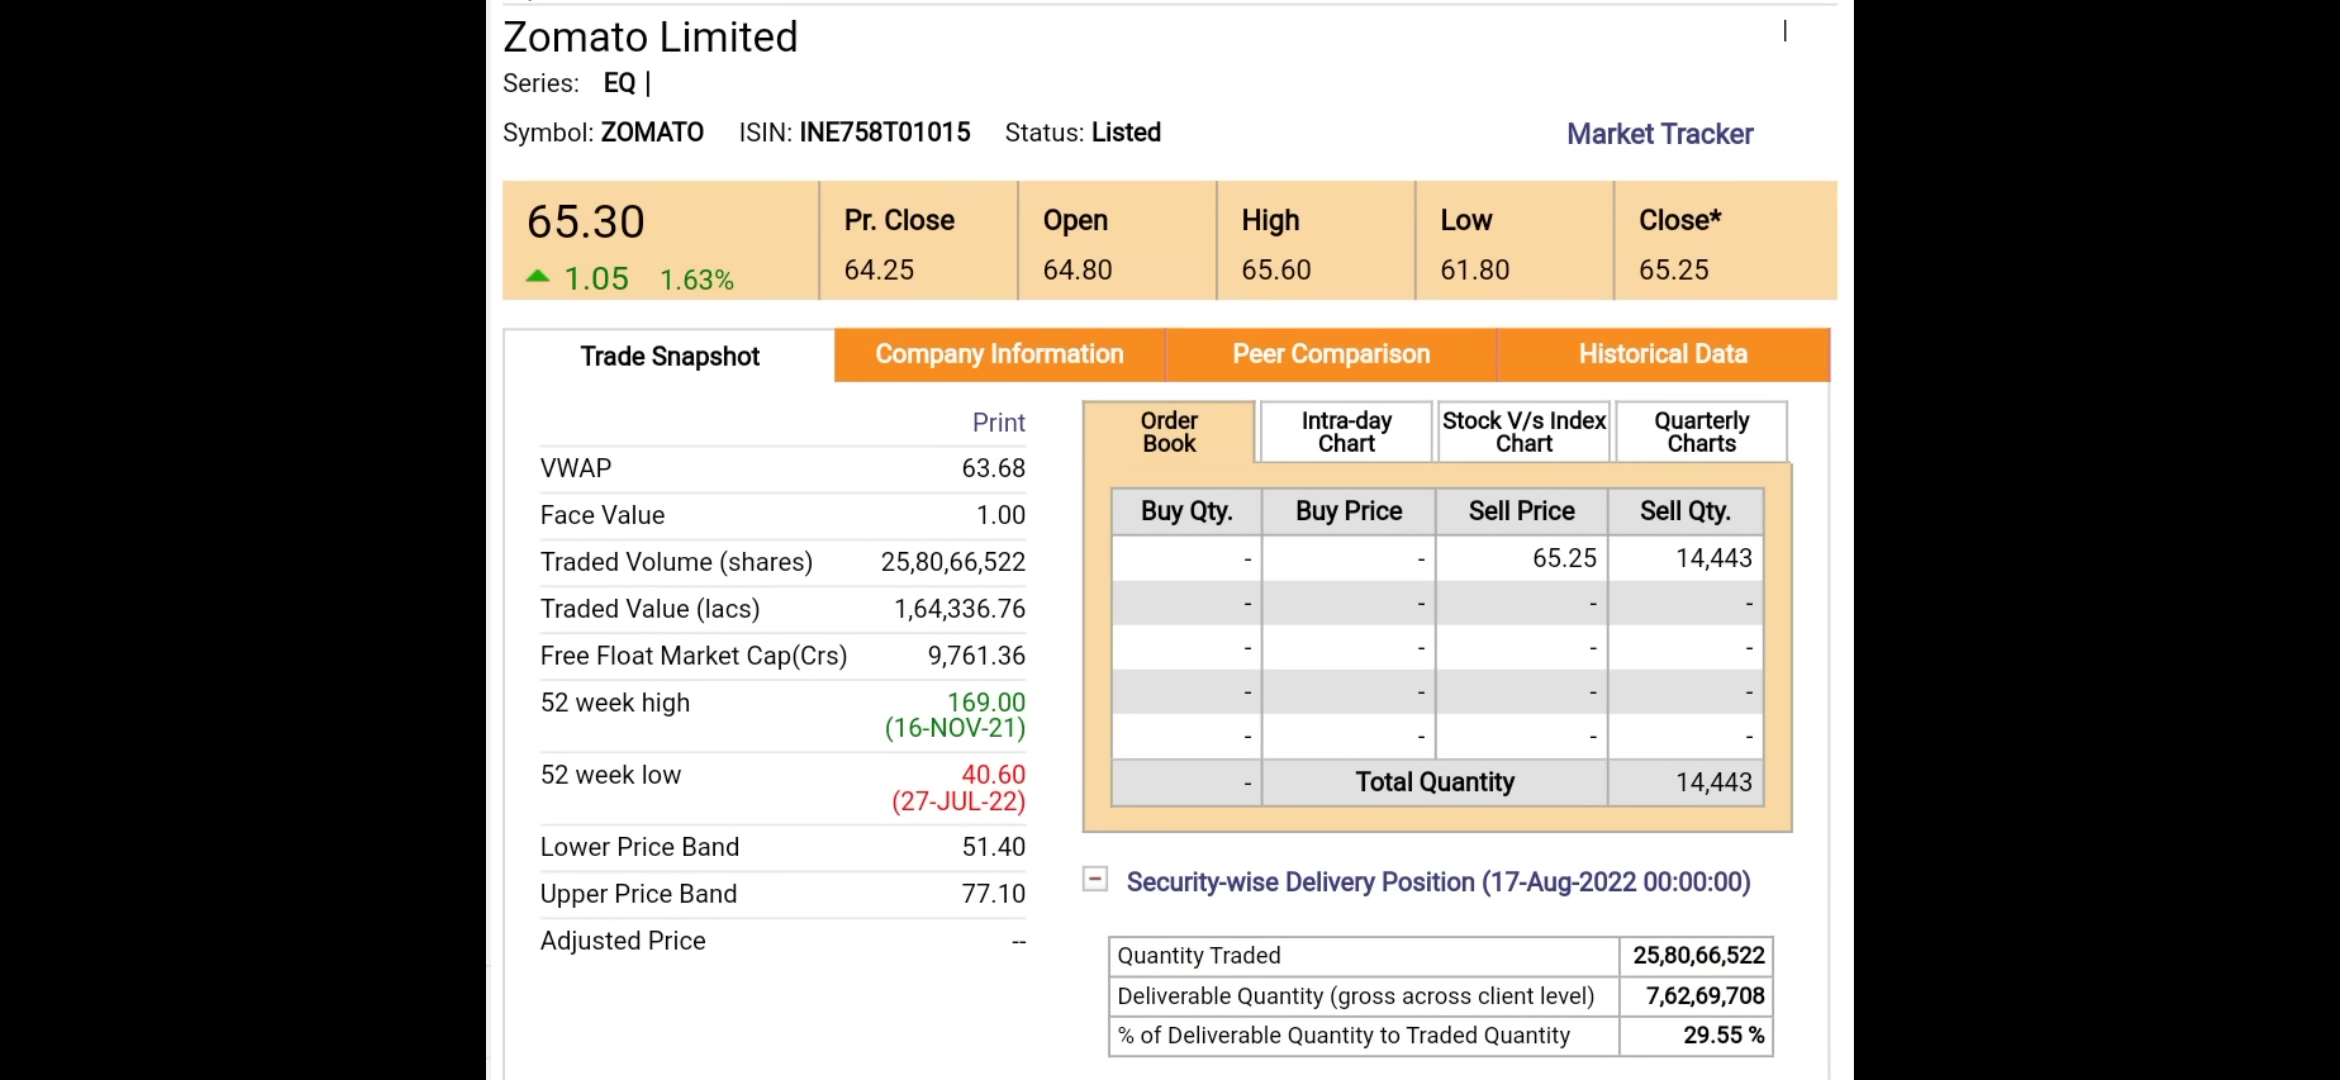 Zomato Limited
|
Series: EQ |
Symbol: ZOMATO ISIN: INE758T01015 Status: Listed
Market Tracker
65.30
1.05 1.63%
Pr. Close
64.25
Open
64.80
High
65.60
Low
61.80
Close*
65.25
Trade Snapshot
Company Information
Peer Comparison
Historical Data
Print
VWAP 63.68
Face Value 1.00
Traded Volume (shares) 25,80,66,522
Traded Value (lacs) 1,64,336.76
Free Float Market Cap(Crs) 9,761.36
52 week high 169.00
(16-NOV-21)
52 week low 40.60
(27-JUL-22)
Lower Price Band 51.40
Upper Price Band 77.10
Adjusted Price --
Order
Book
Intra-day
Chart
Stock V/s Index
Chart
Quarterly
Charts
Buy Qty. Buy Price Sell Price Sell Qty.
- - 65.25 14,443
- - - -
- - - -
- - - -
- - - -
- Total Quantity 14,443
Security-wise Delivery Position (17-Aug-2022 00:00:00)
Quantity Traded 25,80,66,522
Deliverable Quantity (gross across client level) 7,62,69,708
% of Deliverable Quantity to Traded Quantity 29.55 %